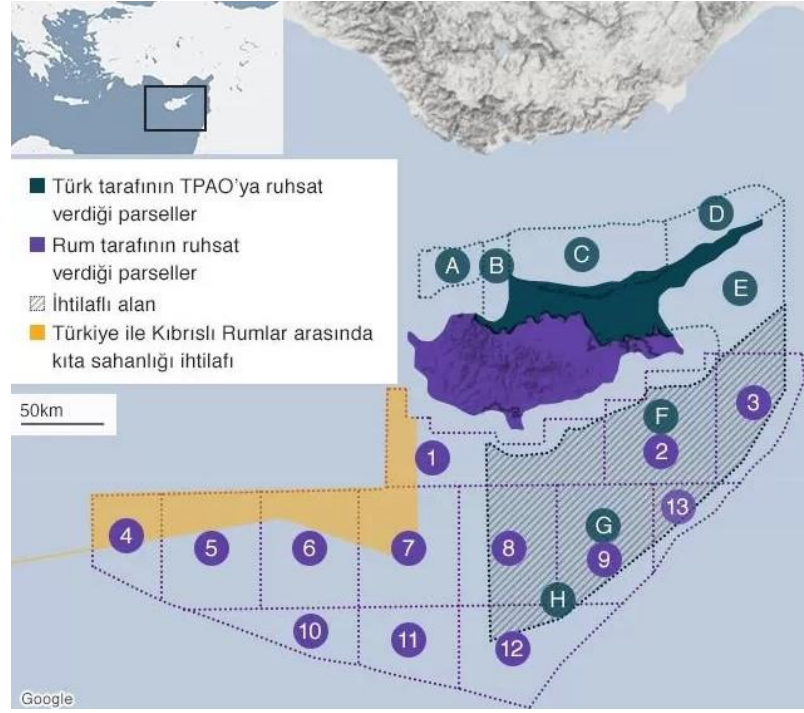 Türk tarafının TPAO'ya ruhsat
verdiği parseller
Rum tarafının ruhsat
verdiği parseller
İhtilaflı alan
Türkiye ile Kıbrıslı Rumlar arasında
kıta sahanlığı ihtilafı
50km
D
C
B
A
E
3
F
2
1
13
G
4
5
6
7
8
9
H
10
11
12
Google